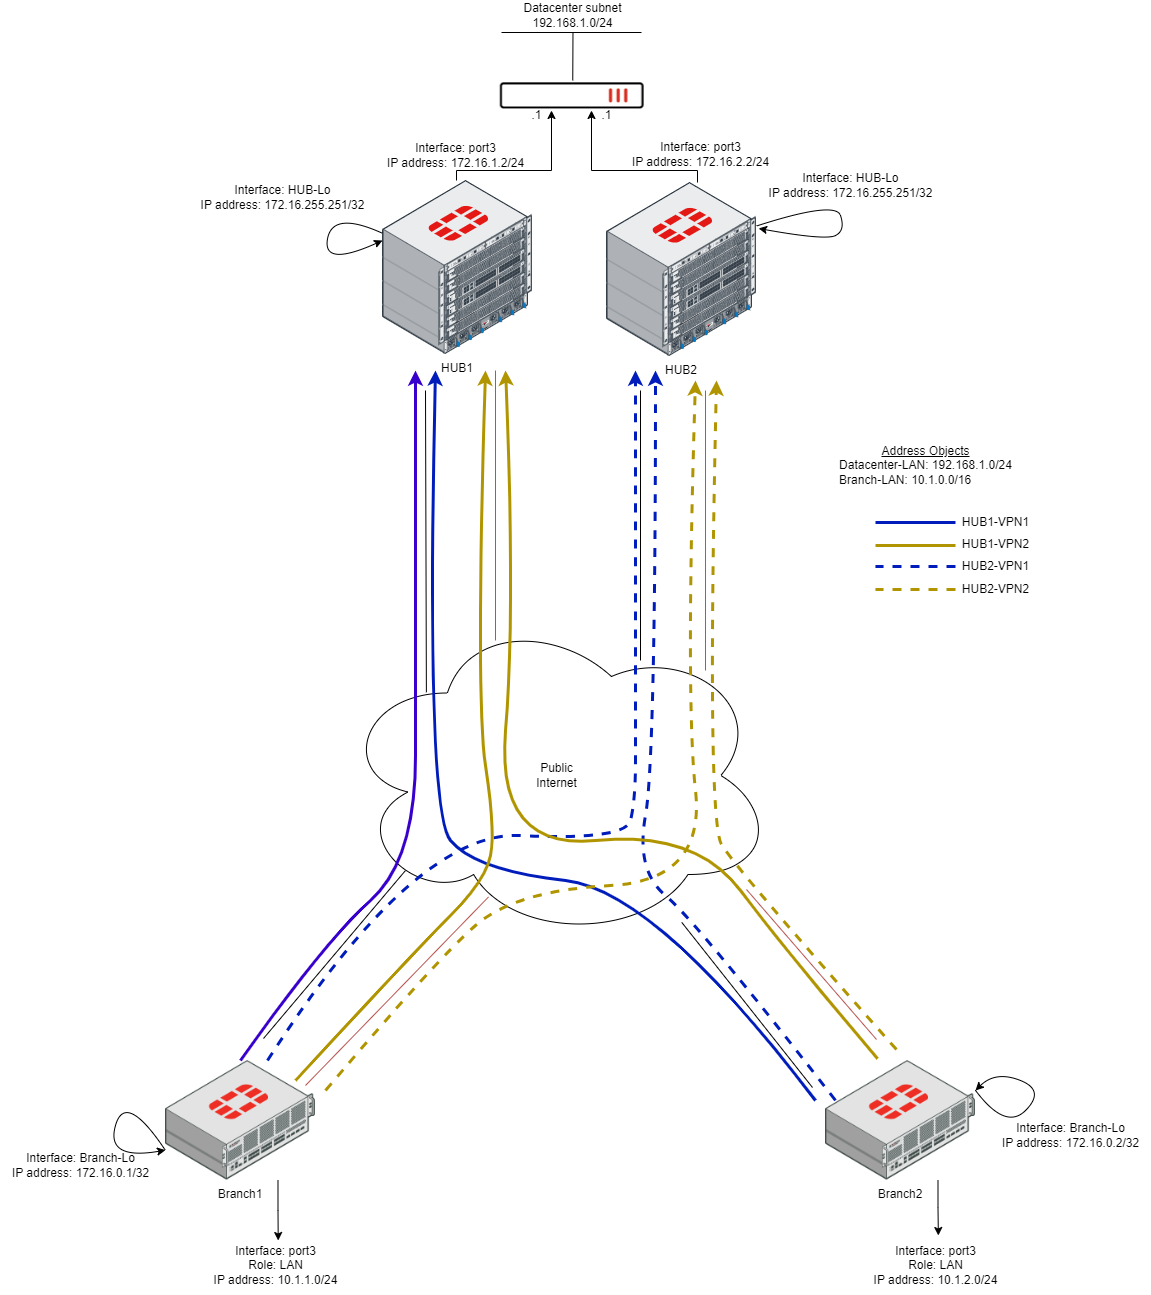 Datacenter subnet
192.168.1.0/24
.1
.1
Interface: port3
IP address: 172.16.1.2/24
Interface: port3
IP address: 172.16.2.2/24
Interface: HUB-Lo
IP address: 172.16.255.251/32
Interface: HUB-Lo
IP address: 172.16.255.251/32
HUB1
HUB2
Address Objects
Datacenter-LAN: 192.168.1.0/24
Branch-LAN: 10.1.0.0/16
HUB1-VPN1
HUB1-VPN2
HUB2-VPN1
HUB2-VPN2
Public
Internet
Interface: Branch-Lo
IP address: 172.16.0.1/32
Interface: Branch-Lo
IP address: 172.16.0.2/32
Branch1
Branch2
Interface: port3
Role: LAN
IP address: 10.1.1.0/24
Interface: port3
Role: LAN
IP address: 10.1.2.0/24